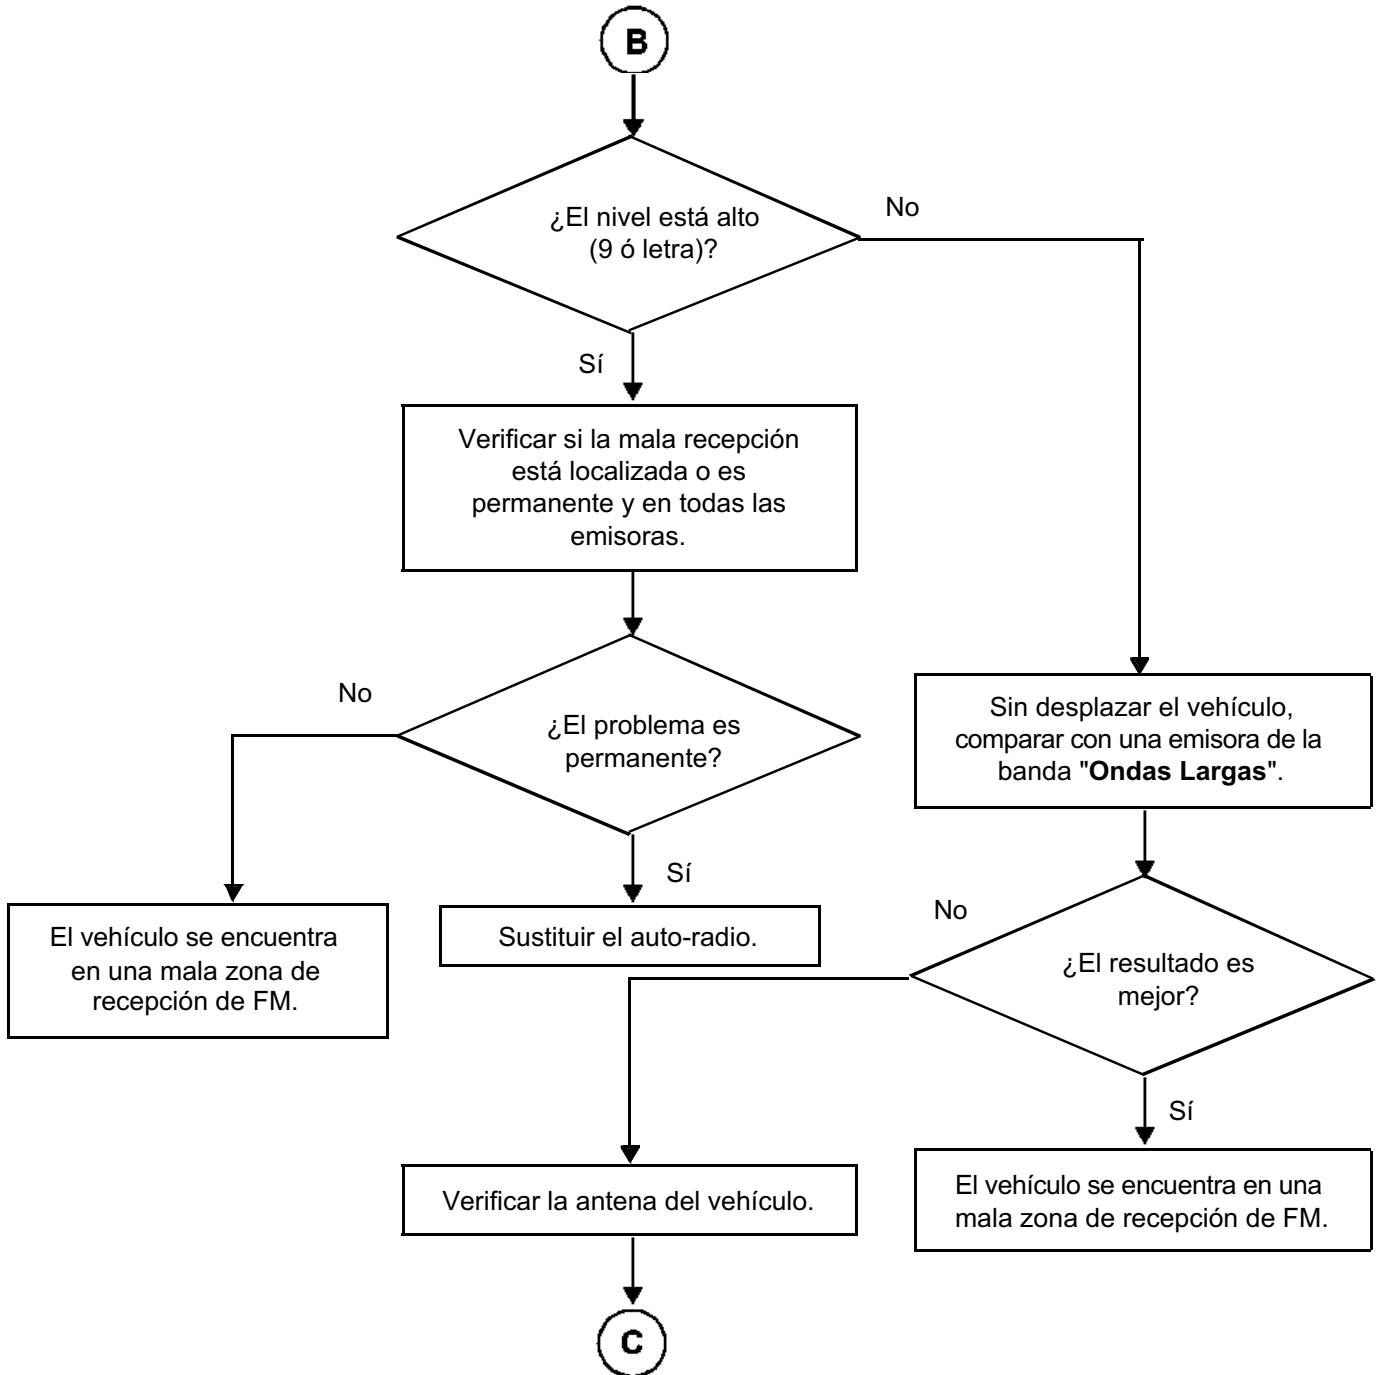 B
¿El nivel está alto
(9 ó letra)?
No
Sí
Verificar si la mala recepción
está localizada o es
permanente y en todas las
emisoras.
No
¿El problema es
permanente?
Sin desplazar el vehículo,
comparar con una emisora de la
banda "Ondas Largas".
Sí
El vehículo se encuentra
en una mala zona de
recepción de FM.
Sustituir el auto-radio.
No
¿El resultado es
mejor?
Sí
Verificar la antena del vehículo.
El vehículo se encuentra en una
mala zona de recepción de FM.
C